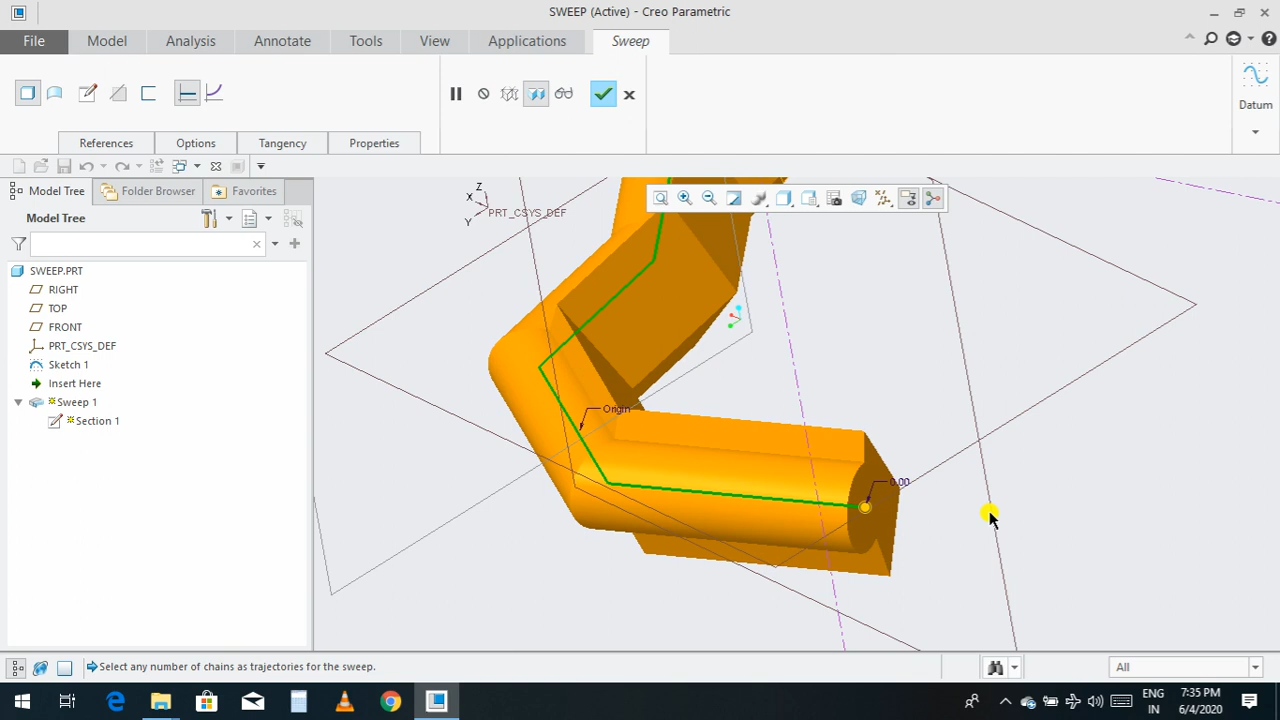 SWEEP (Active) - Creo Parametric
File Model Analysis Annotate Tools View Applications Sweep
Datum
References Options Tangency Properties
Model Tree Folder Browser Favorites
Model Tree
SWEEP.PRT
RIGHT
TOP
FRONT
PRT_CSYS_DEF
Sketch 1
Insert Here
Sweep 1
Section 1
Z
X
Y
PRT_CSYS_DEF
Origin
0.00
Select any number of chains as trajectories for the sweep.
All
ENG
IN
7:35 PM
6/4/2020